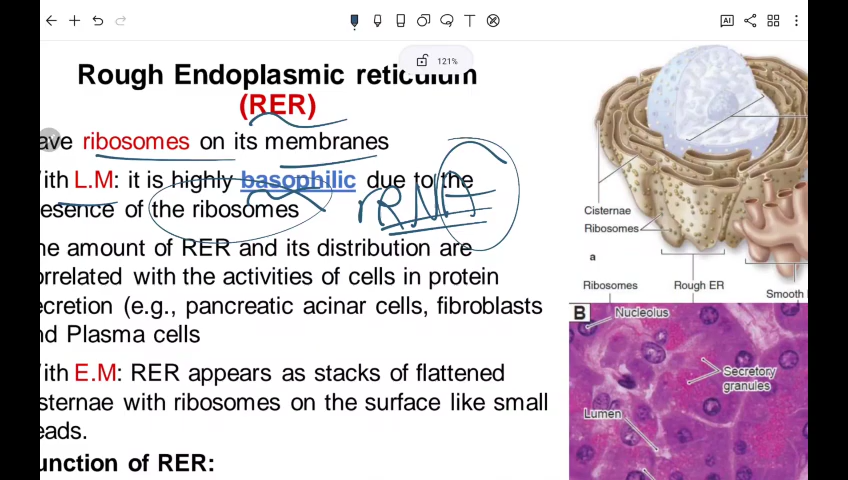 AI
121%
Rough Endoplasmic reticulum
(RER)
ave ribosomes on its membranes
ith L.M: it is highly basophilic due to the
esence of the ribosomes
rRNA
he amount of RER and its distribution are
orrelated with the activities of cells in protein
ecretion (e.g., pancreatic acinar cells, fibroblasts
nd Plasma cells
ith E.M: RER appears as stacks of flattened
sternae with ribosomes on the surface like small
eads.
unction of RER:
Cisternae
Ribosomes
a
Ribosomes
Rough ER
Smooth
B
Nucleolus
Secretory
granules
Lumen